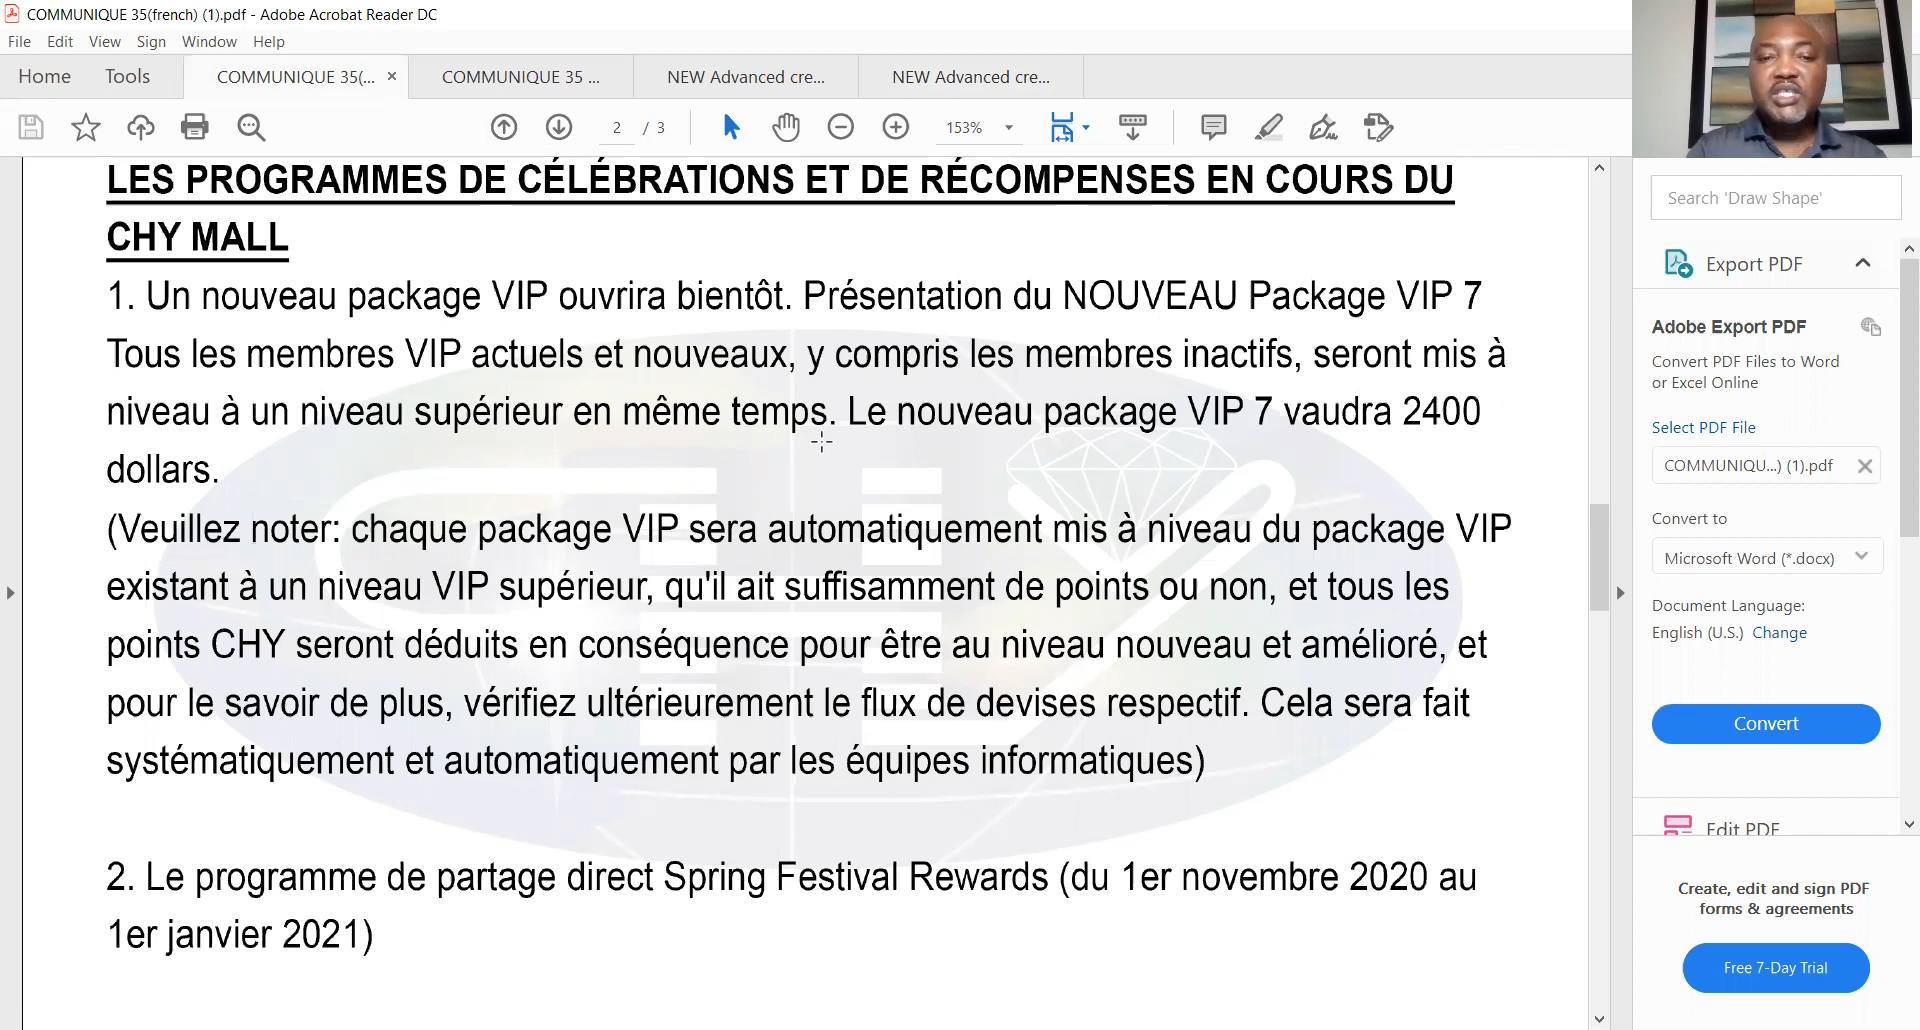 COMMUNIQUE 35(french) (1).pdf - Adobe Acrobat Reader DC
File Edit View Sign Window Help
Home Tools COMMUNIQUE 35(... × COMMUNIQUE 35 ... NEW Advanced cre... NEW Advanced cre...
2 / 3 153%
LES PROGRAMMES DE CÉLÉBRATIONS ET DE RÉCOMPENSES EN COURS DU
CHY MALL
1. Un nouveau package VIP ouvrira bientôt. Présentation du NOUVEAU Package VIP 7
Tous les membres VIP actuels et nouveaux, y compris les membres inactifs, seront mis à
niveau à un niveau supérieur en même temps. Le nouveau package VIP 7 vaudra 2400
dollars.
(Veuillez noter: chaque package VIP sera automatiquement mis à niveau du package VIP
existant à un niveau VIP supérieur, qu'il ait suffisamment de points ou non, et tous les
points CHY seront déduits en conséquence pour être au niveau nouveau et amélioré, et
pour le savoir de plus, vérifiez ultérieurement le flux de devises respectif. Cela sera fait
systématiquement et automatiquement par les équipes informatiques)
2. Le programme de partage direct Spring Festival Rewards (du 1er novembre 2020 au
1er janvier 2021)
Search 'Draw Shape'
Export PDF
Adobe Export PDF
Convert PDF Files to Word
or Excel Online
Select PDF File
COMMUNIQU...) (1).pdf
Convert to
Microsoft Word (*.docx)
Document Language:
English (U.S.) Change
Convert
Edit PDF
Create, edit and sign PDF
forms & agreements
Free 7-Day Trial